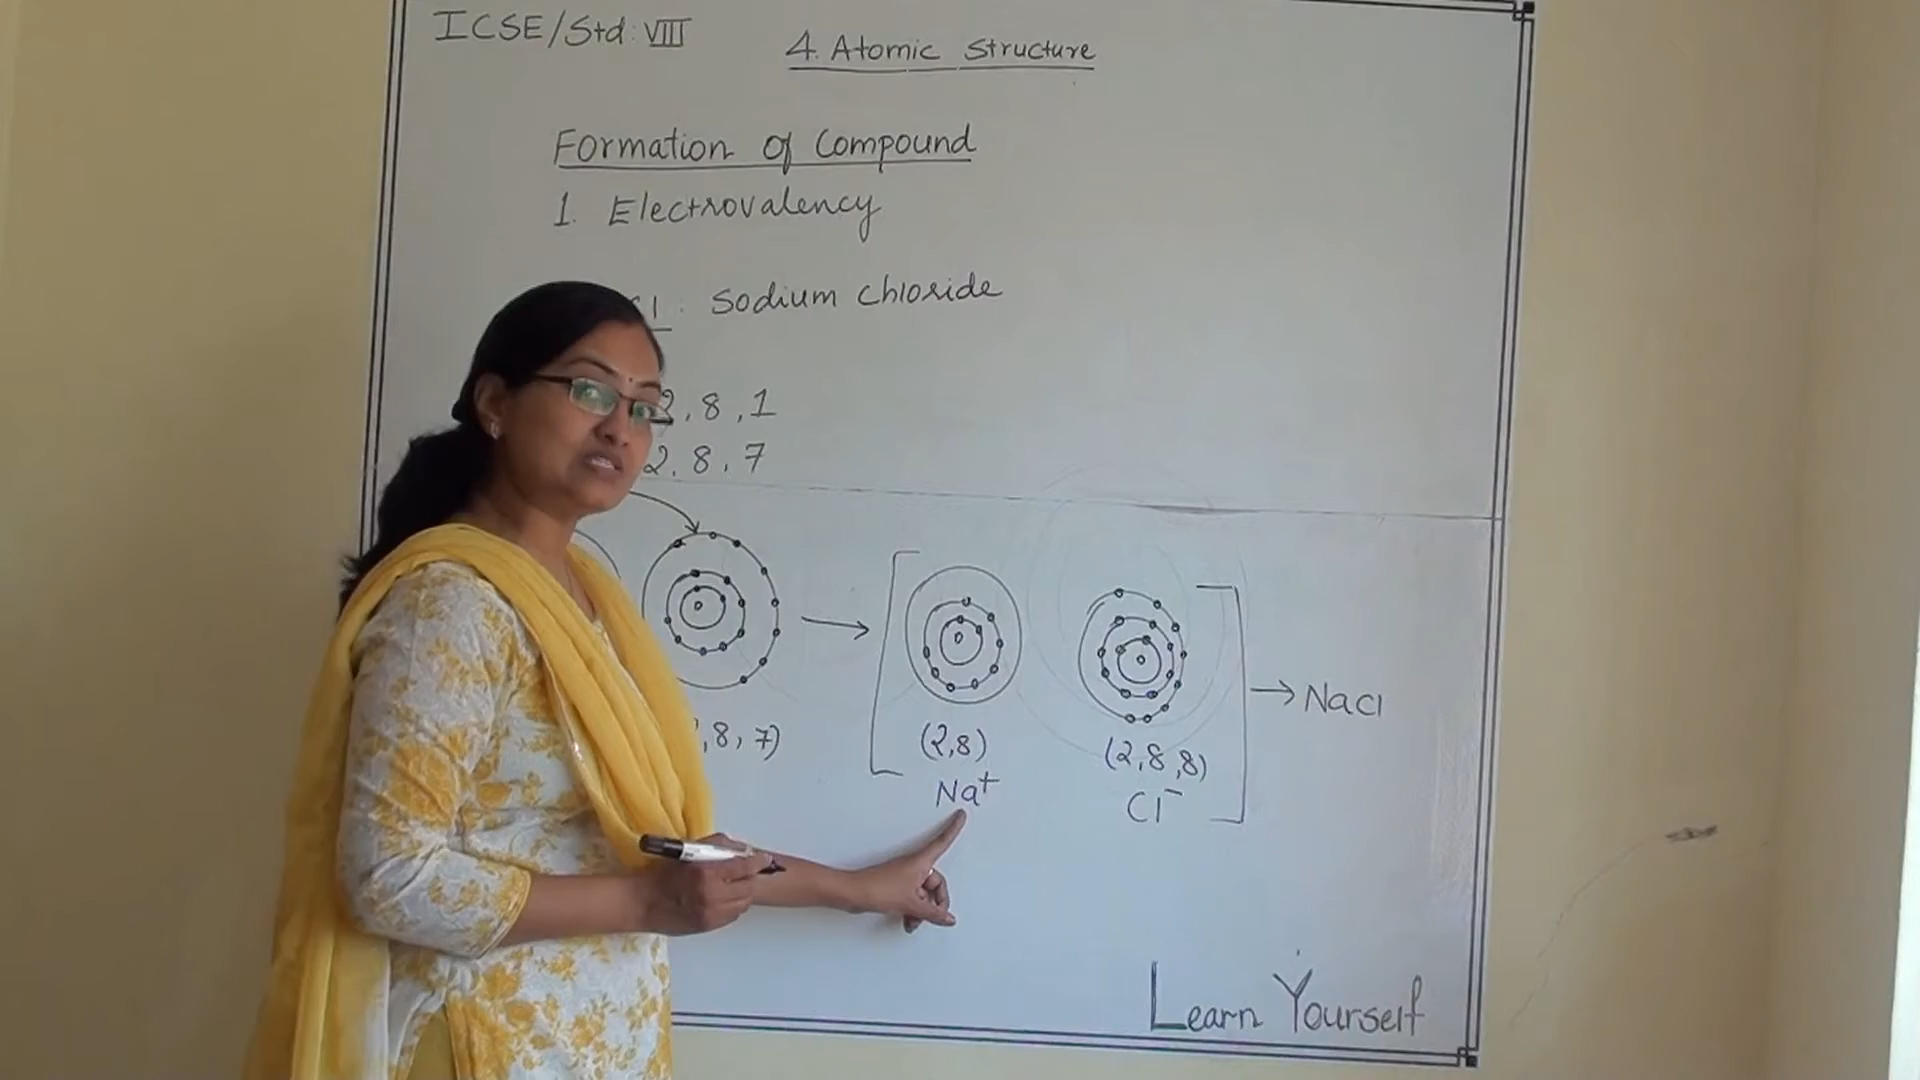 ICSE/Std: VIII
4. Atomic Structure
Formation of Compound
1. Electrovalency
Sodium Chloride
2, 8, 1
2, 8, 7
, 8, 7)
(2,8)
(2,8,8)
Na+
Cl-
NaCl
Learn Yourself